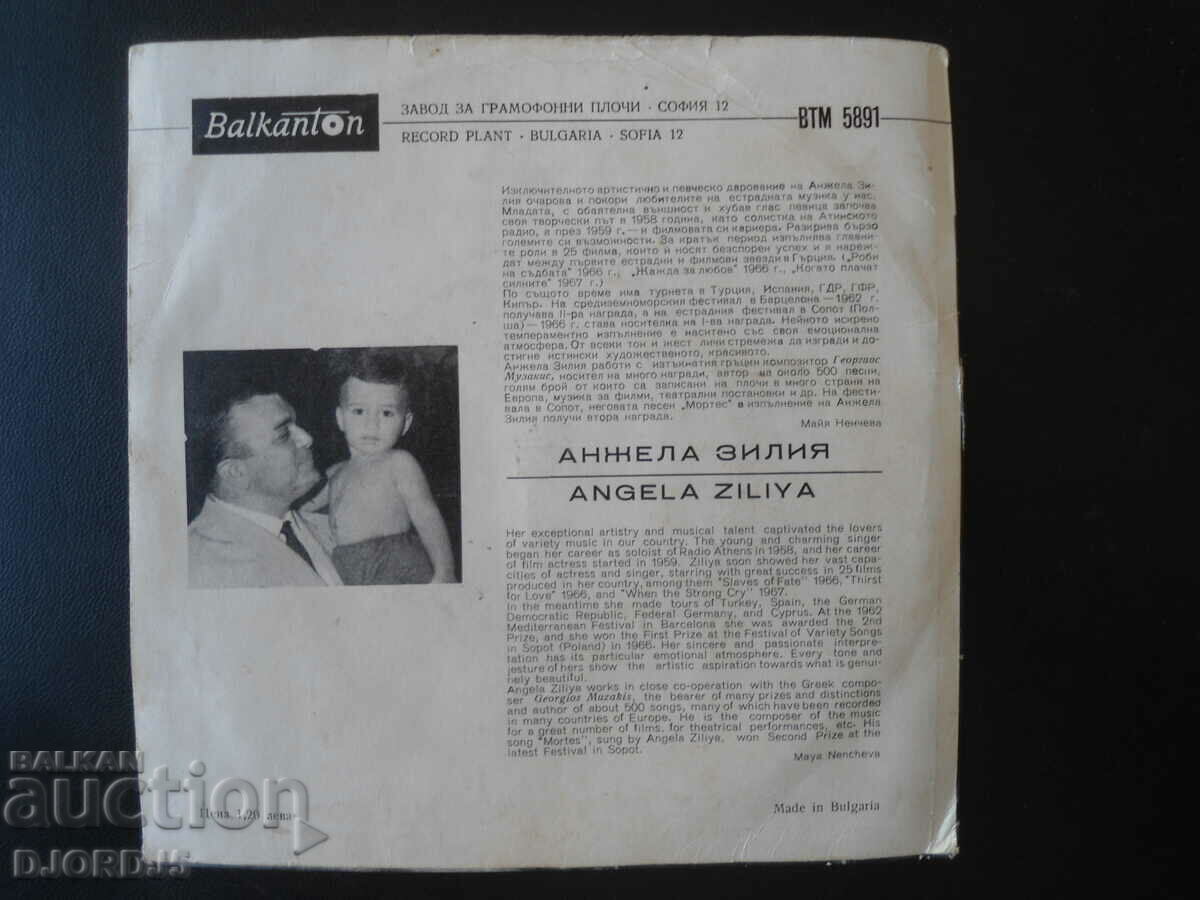 Balkanton
ЗАВОД ЗА ГРАМОФОННИ ПЛОЧИ · СОФИЯ 12
RECORD PLANT · BULGARIA · SOFIA 12
ВТМ 5891
Изключителното артистично и певческо дарование на Анжела Зи-
лия очарова и покори любителите на естрадната музика у нас.
Младата, с обаятелна външност и хубав глас певица започва
своя творчески път в 1958 година, като солистка на Атинското
радио, а през 1959 г. — и филмовата си кариера. Разкрива бързо
големите си възможности. За кратък период изпълнява главни-
те роли в 25 филма, които ѝ носят безспорен успех и я нареж-
дат между първите естрадни и филмови звезди в Гърция. („Роби
на съдбата" 1966 г., „Жажда за любов" 1966 г., „Когато плачат
силните" 1967 г.)
По същото време има турнета в Турция, Испания, ГДР, ГФР,
Кипър. На средиземноморския фестивал в Барцелона — 1962 г.
получава II-ра награда, а на естрадния фестивал в Сопот (Пол-
ша) — 1966 г. става носителка на I-ва награда. Нейното искрено
темпераментно изпълнение е наситено със своя емоционална
атмосфера. От всеки тон и жест личи стремежа да изгради и до-
стигне истински художественото, красивото.
Анжела Зилия работи с изтъкнатия гръцки композитор Георгиос
Музакис, носител на много награди, автор на около 500 песни,
голям брой от които са записани на плочи в много страни на
Европа, музика за филми, театрални постановки и др. На фести-
вала в Сопот, неговата песен „Мортес" в изпълнение на Анжела
Зилия получи втора награда.
Майя Ненчева
АНЖЕЛА ЗИЛИЯ
ANGELA ZILIYA
Her exceptional artistry and musical talent captivated the lovers
of variety music in our country. The young and charming singer
began her career as soloist of Radio Athens in 1958, and her career
of film actress started in 1959. Ziliya soon showed her vast capa-
cities of actress and singer, starring with great success in 25 films
produced in her country, among them "Slaves of Fate" 1966, "Thirst
for Love" 1966, and "When the Strong Cry" 1967.
In the meantime she made tours of Turkey, Spain, the German
Democratic Republic, Federal Germany, and Cyprus. At the 1962
Mediterranean Festival in Barcelona she was awarded the 2nd
Prize, and she won the First Prize at the Festival of Variety Songs
in Sopot (Poland) in 1966. Her sincere and passionate interpre-
tation has its particular emotional atmosphere. Every tone and
jesture of hers show the artistic aspiration towards what is genui-
nely beautiful.
Angela Ziliya works in close co-operation with the Greek compo-
ser Georgios Muzakis, the bearer of many prizes and distinctions
and author of about 500 songs, many of which have been recorded
in many countries of Europe. He is the composer of the music
for a great number of films, for theatrical performances, etc. His
song "Mortes", sung by Angela Ziliya, won Second Prize at the
latest Festival in Sopot.
Maya Nencheva
Цена 1,20 лева
Made in Bulgaria
BALKAN
auction
DJORDJ5